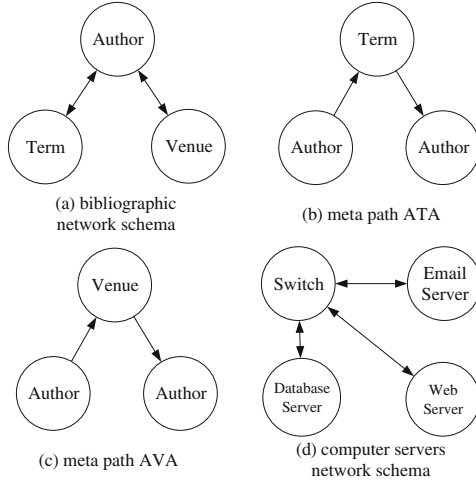 Author
Term
Venue
(a) bibliographic
network schema
Term
Author
Author
(b) meta path ATA
Venue
Author
Author
(c) meta path AVA
Switch
Email
Server
Database
Server
Web
Server
(d) computer servers
network schema